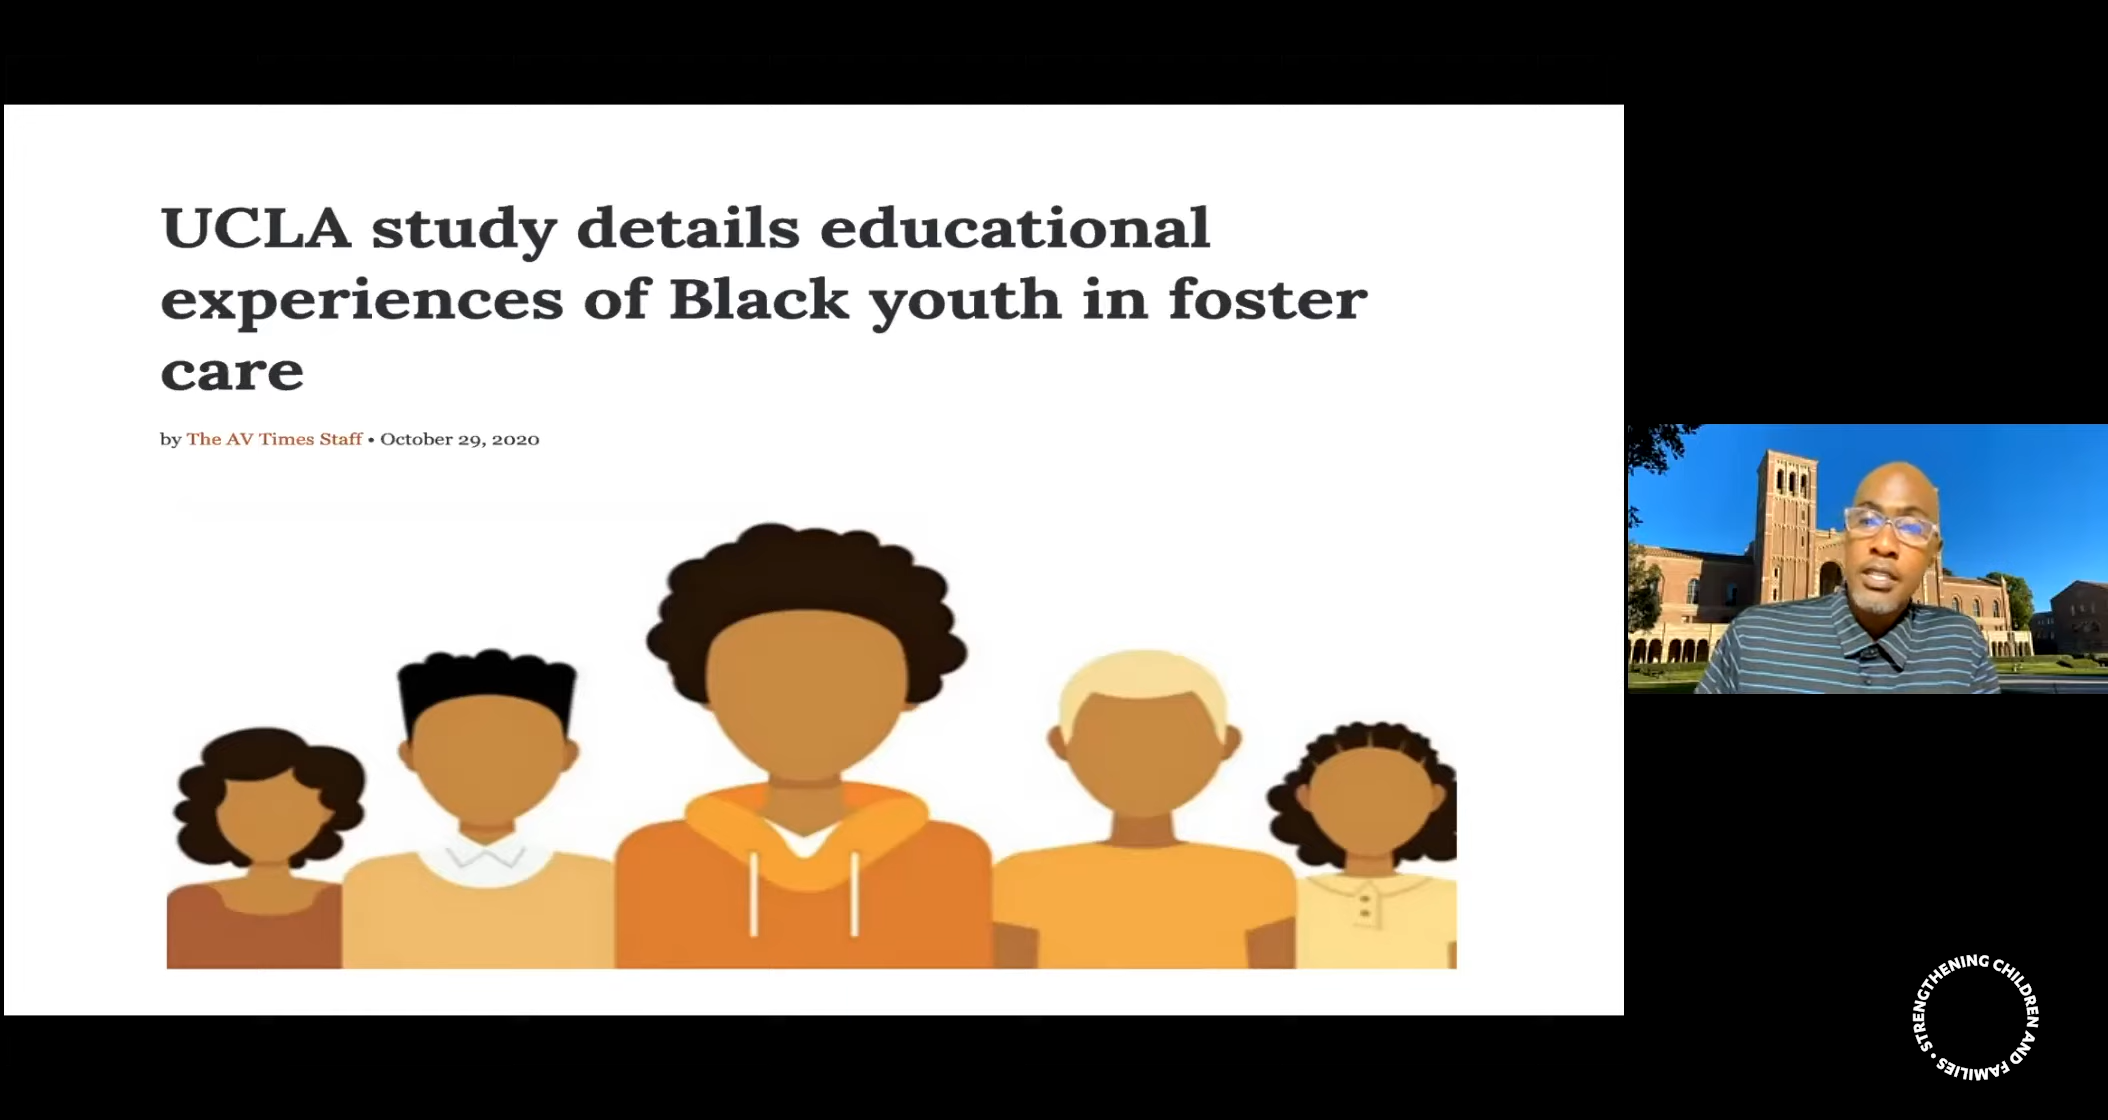 UCLA study details educational
experiences of Black youth in foster
care
by The AV Times Staff • October 29, 2020
STRENGTHENING CHILDREN AND FAMILIES •